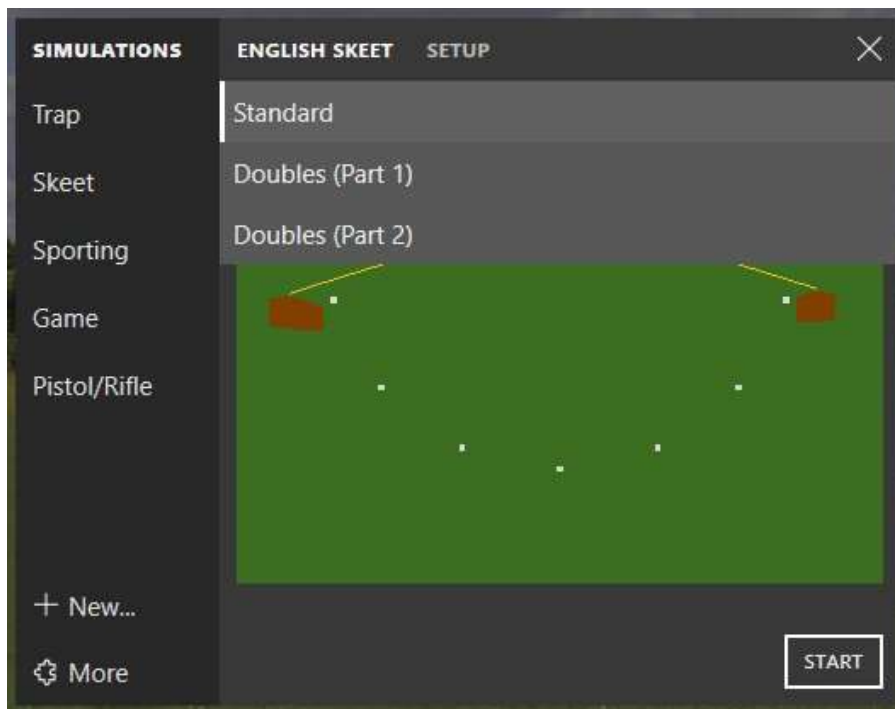 SIMULATIONS
Trap
Skeet
Sporting
Game
Pistol/Rifle
New...
More
ENGLISH SKEET SETUP
Standard
Doubles (Part 1)
Doubles (Part 2)
START